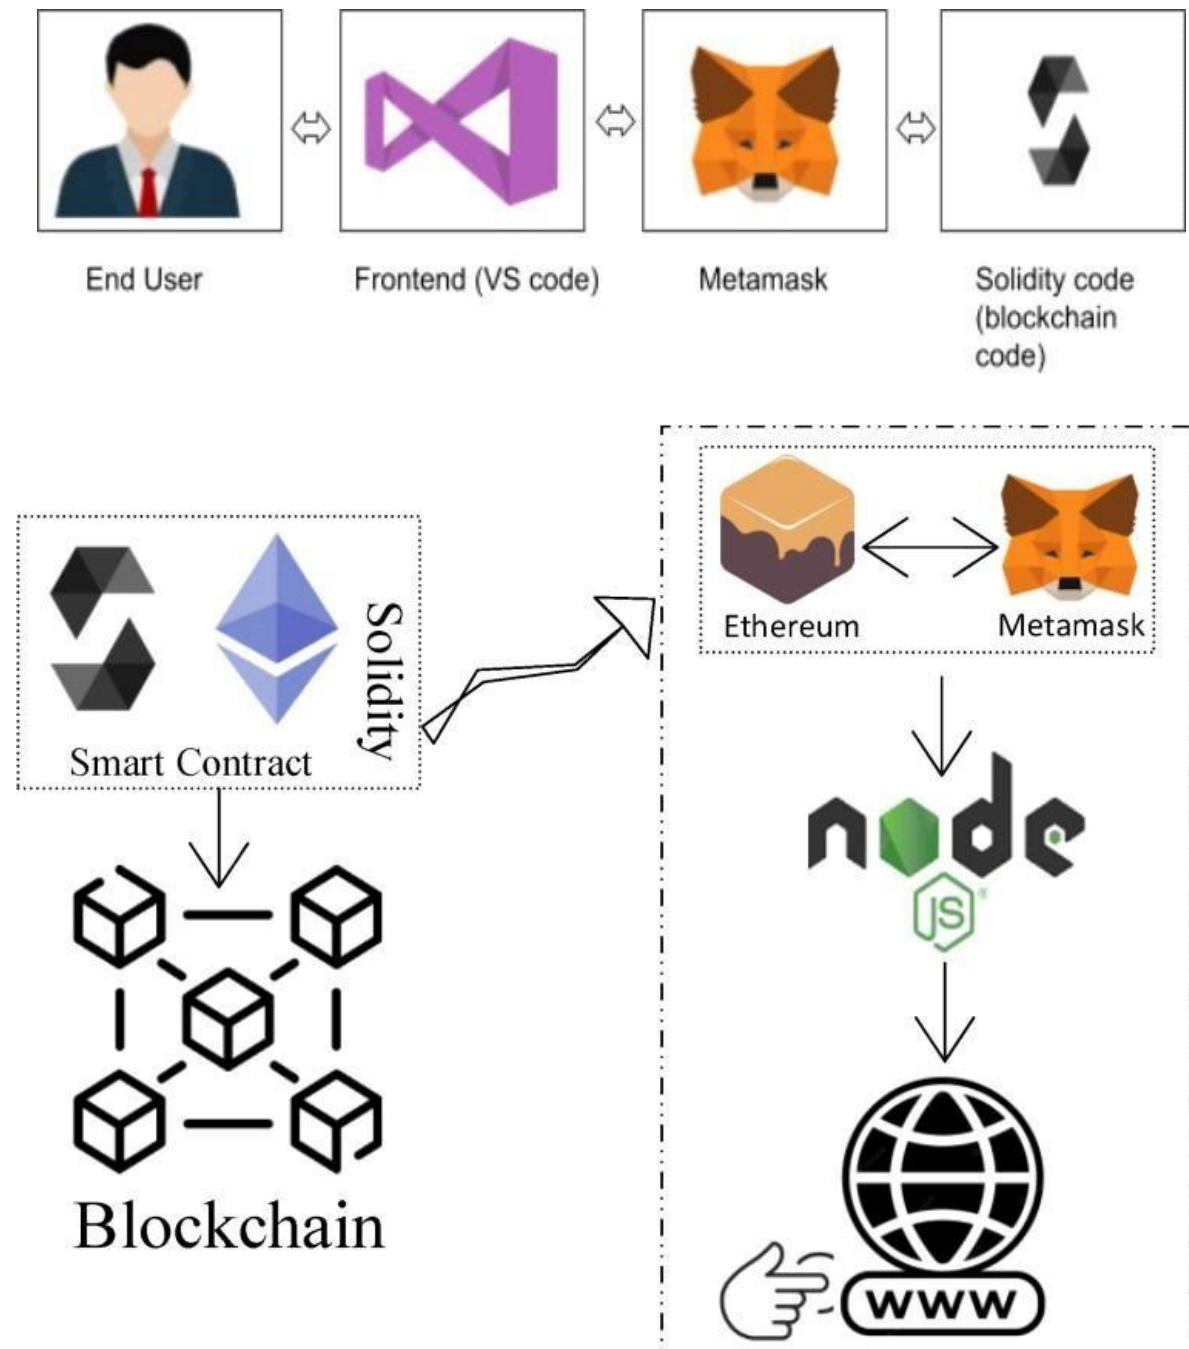 End User
Frontend (VS code)
Metamask
Solidity code
(blockchain
code)
Ethereum
Metamask
Solidity
Smart Contract
node
JS
®
Blockchain
WWW